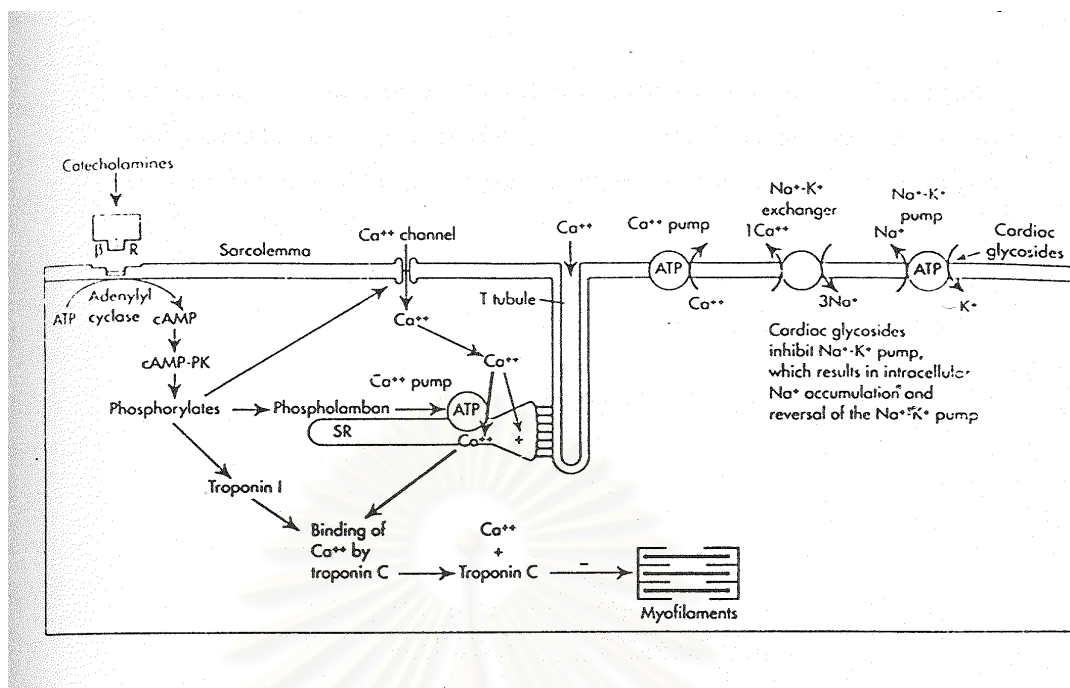 Catecholamines
β R
Sarcolemma
Ca++ channel
Ca++
T tubule
Ca++ pump
ATP
Ca++
Na+-K+
exchanger
1Ca++
3Na+
Na+-K+
pump
Na+
ATP
K+
Cardiac
glycosides
Cardiac glycosides
inhibit Na+-K+ pump,
which results in intracellular
Na+ accumulation and
reversal of the Na+-K+ pump
Adenylyl
cyclase
ATP
cAMP
cAMP-PK
Phosphorylates
Phospholamban
Ca++
Ca++
Ca++ pump
ATP
SR
Ca++
+
Troponin I
Binding of
Ca++ by
troponin C
Ca++
+
Troponin C
–
Myofilaments